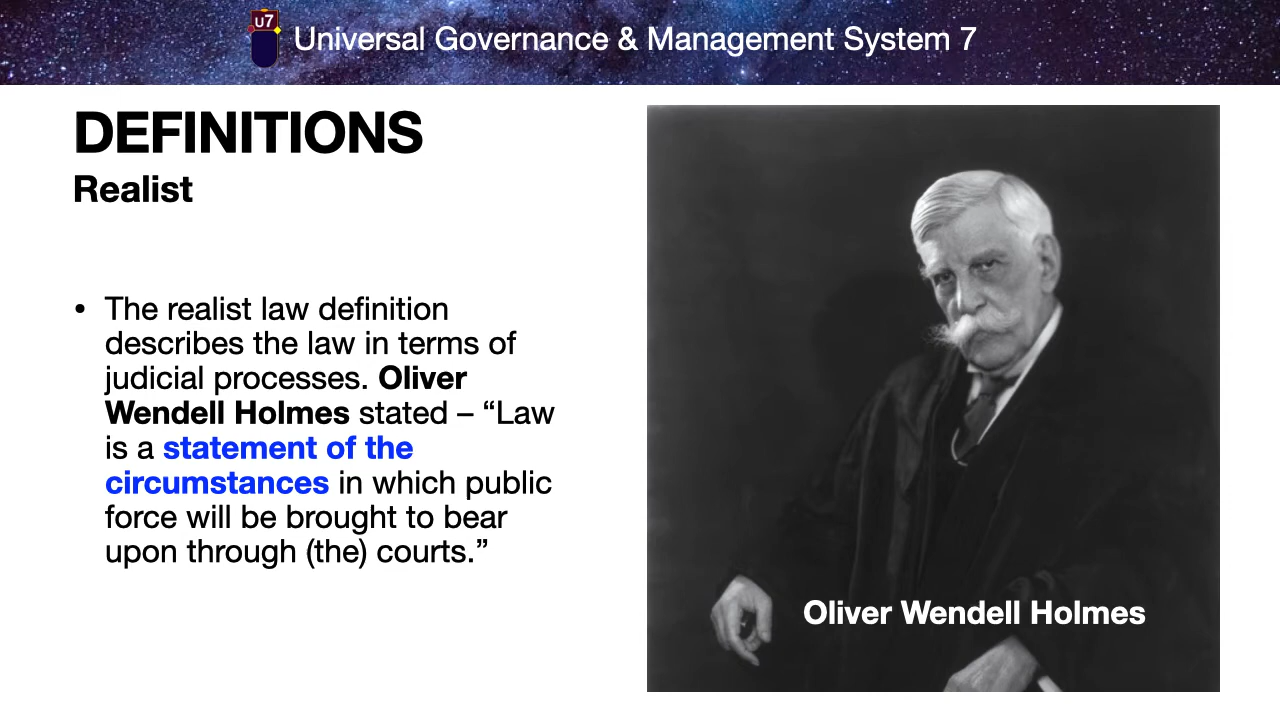 U7
Universal Governance & Management System 7
DEFINITIONS
Realist
• The realist law definition
describes the law in terms of
judicial processes. Oliver
Wendell Holmes stated – “Law
is a statement of the
circumstances in which public
force will be brought to bear
upon through (the) courts.”
Oliver Wendell Holmes